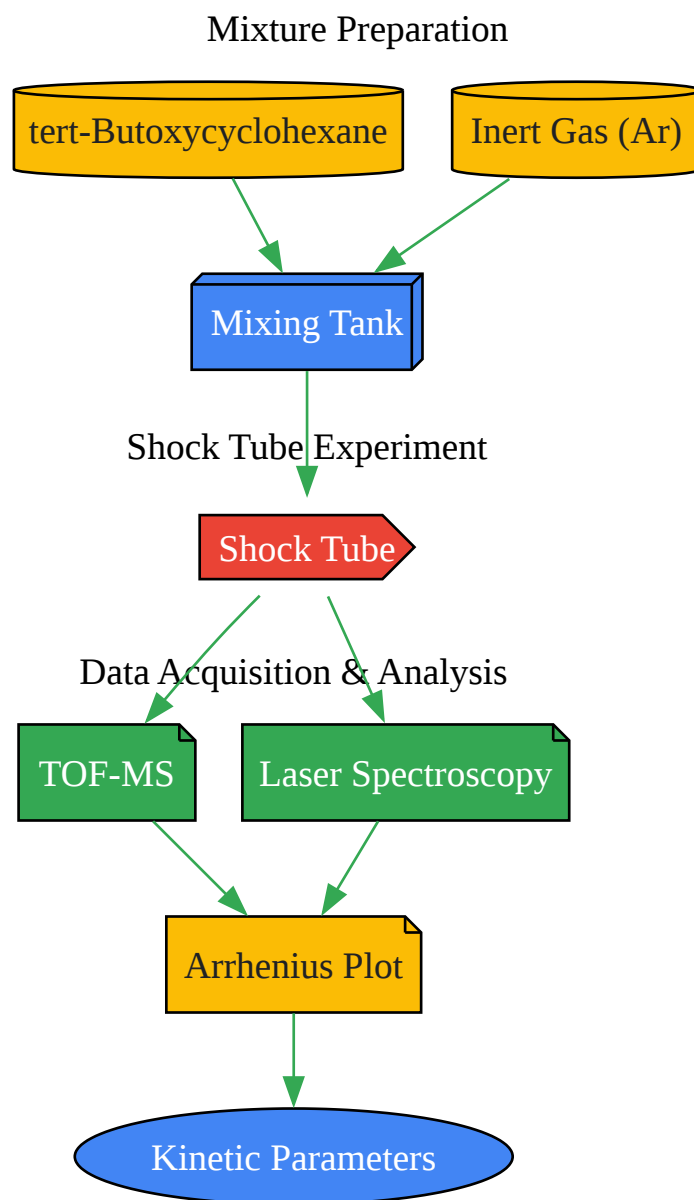 Mixture Preparation
tert-Butoxycyclohexane
Inert Gas (Ar)
Mixing Tank
Shock Tube Experiment
Shock Tube
Data Acquisition & Analysis
TOF-MS
Laser Spectroscopy
Arrhenius Plot
Kinetic Parameters